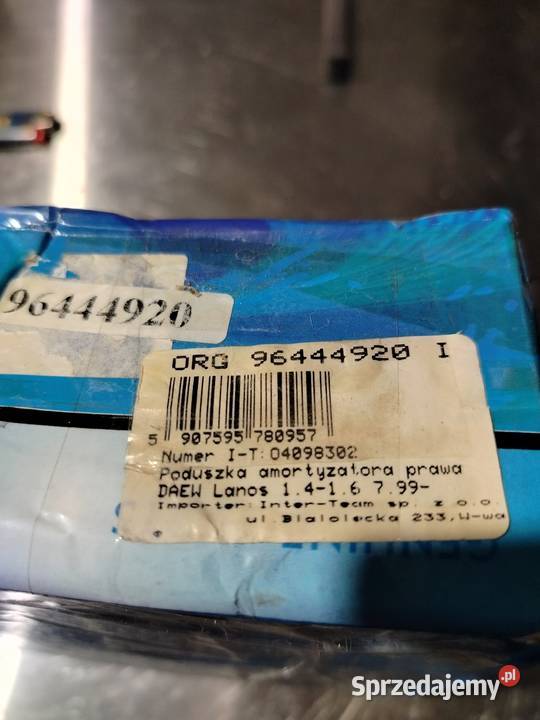 96444920
ORG 96444920 I
5 907595 780957
Numer I-T: 04098302
Poduszka amortyzatora prawa
DAEW Lanos 1.4-1.6 7.99-
Importer: Inter-Team sp. z o.o.
ul. Bialolecka 233, W-wa
GENUINE
Sprzedajemy.pl